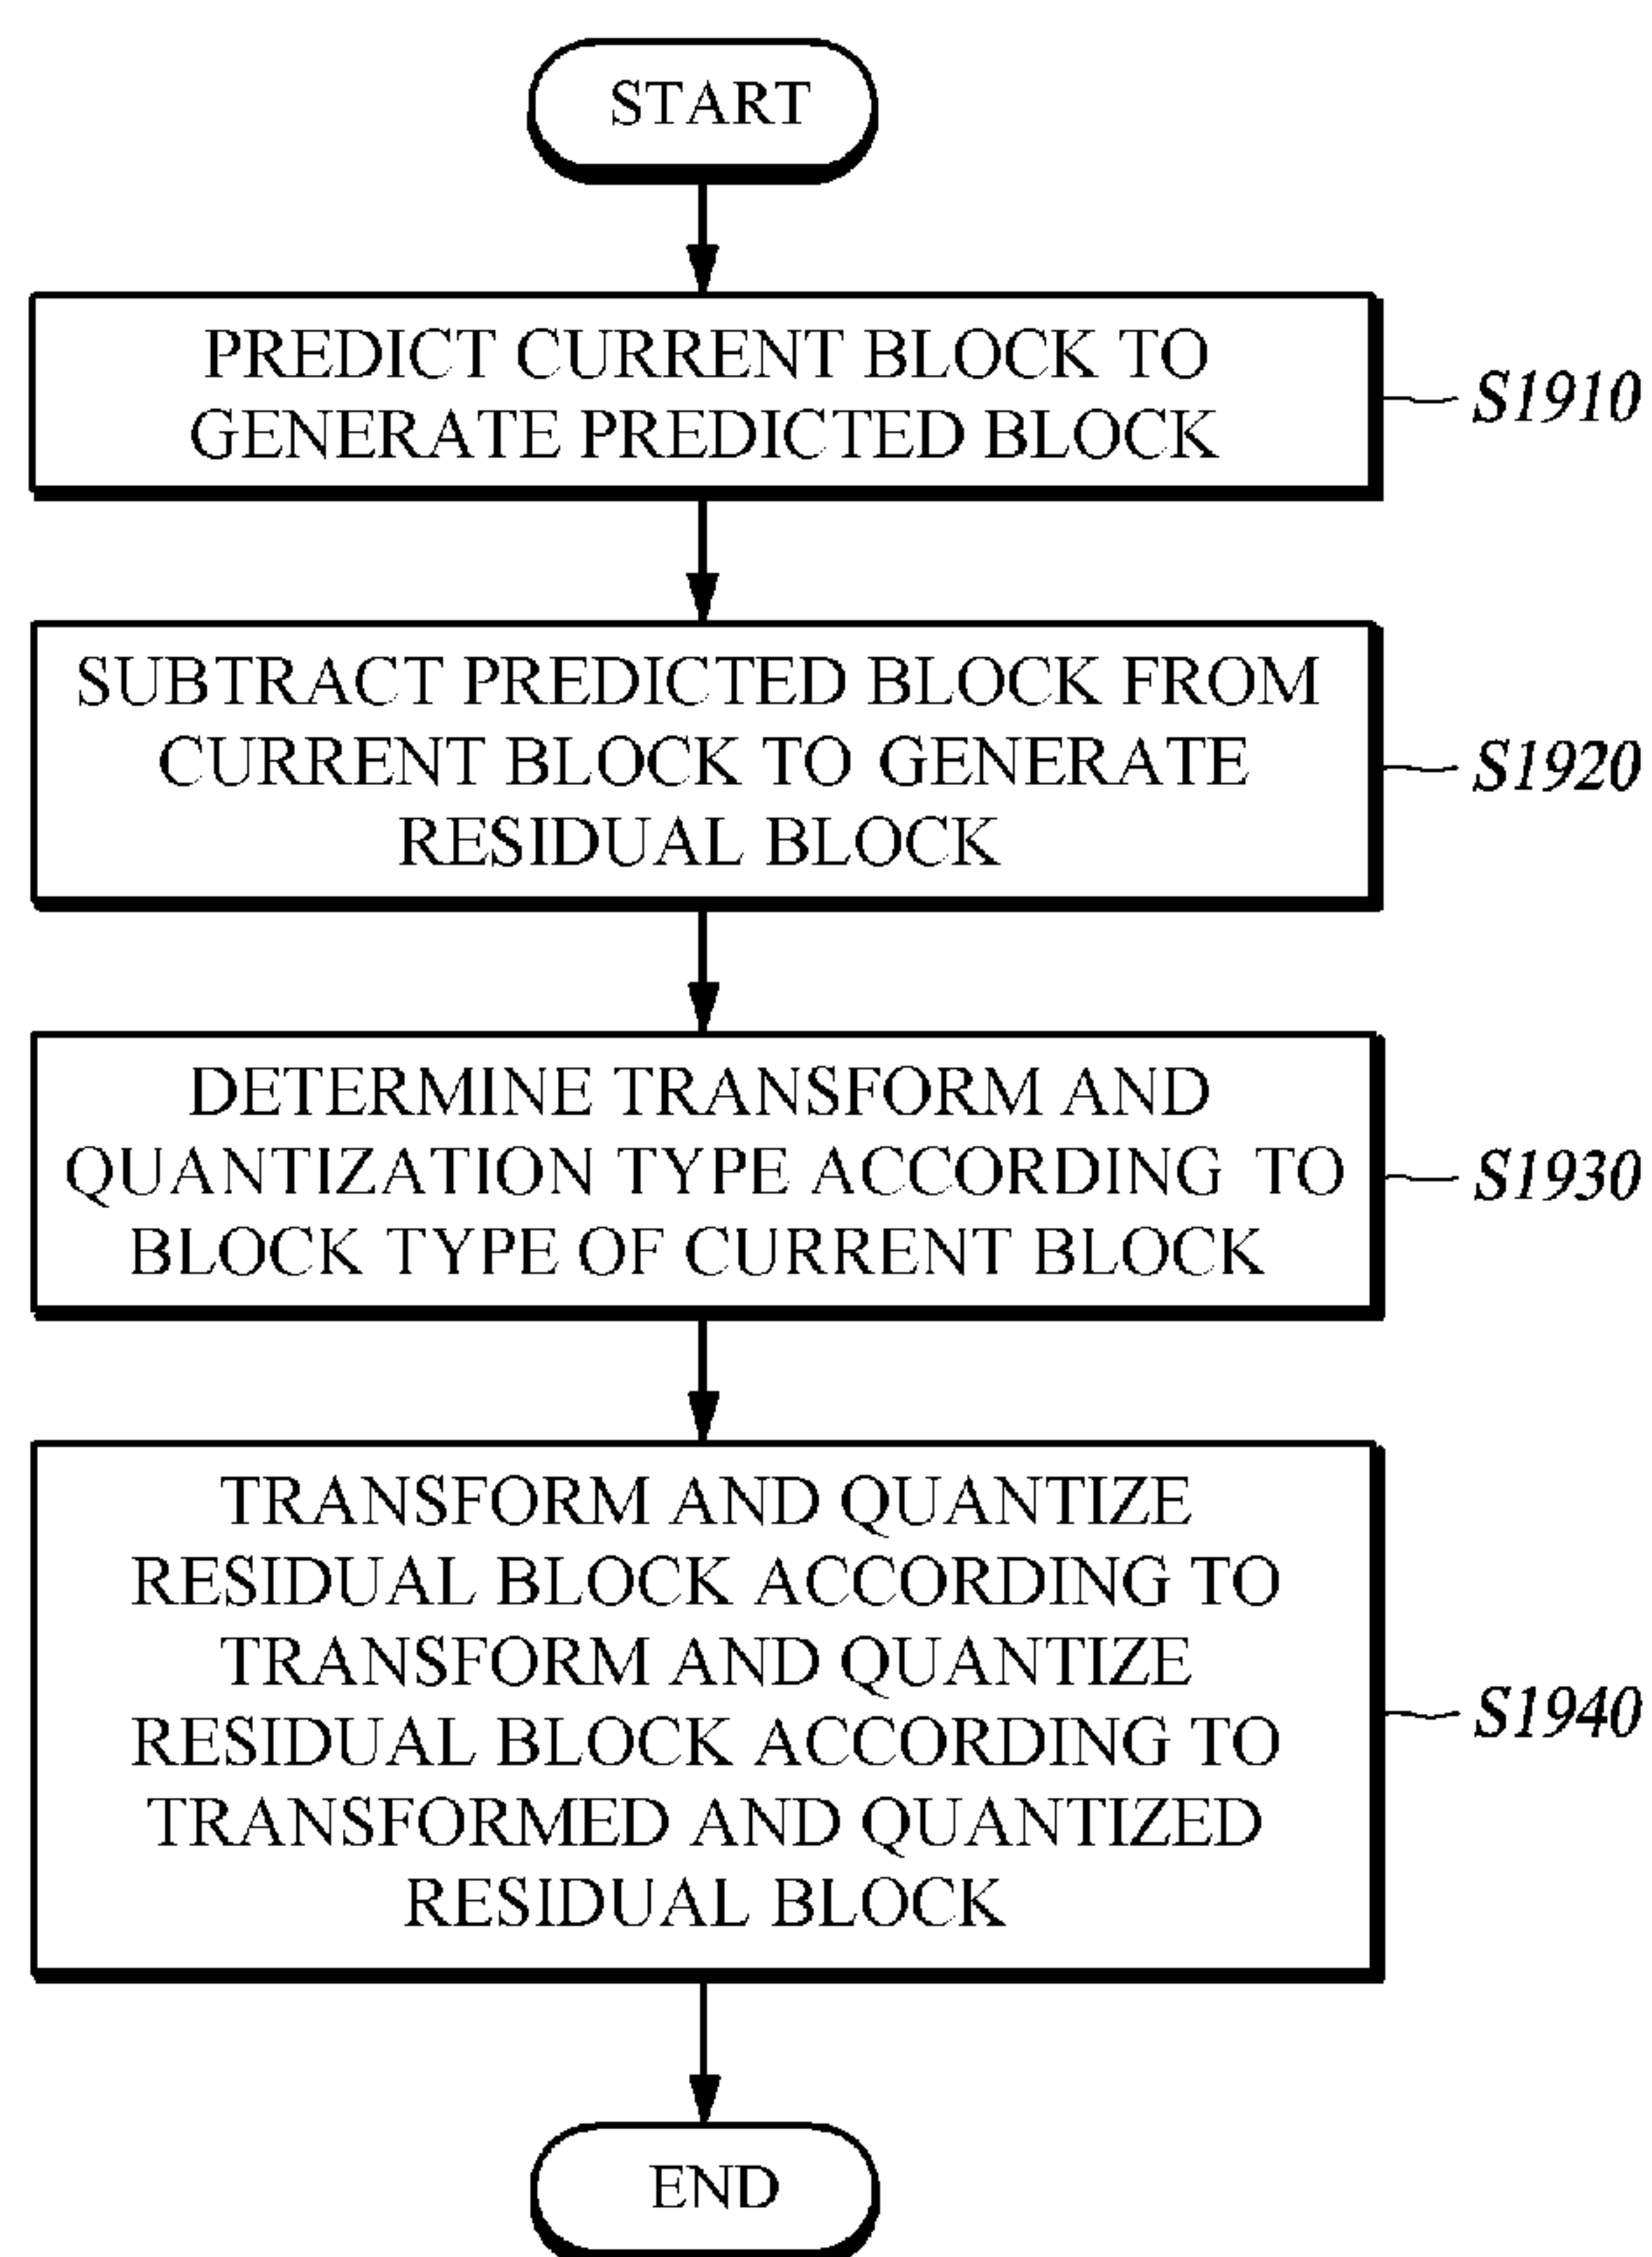 START
PREDICT CURRENT BLOCK TO
GENERATE PREDICTED BLOCK
S1910
SUBTRACT PREDICTED BLOCK FROM
CURRENT BLOCK TO GENERATE
RESIDUAL BLOCK
S1920
DETERMINE TRANSFORM AND
QUANTIZATION TYPE ACCORDING TO
BLOCK TYPE OF CURRENT BLOCK
S1930
TRANSFORM AND QUANTIZE
RESIDUAL BLOCK ACCORDING TO
TRANSFORM AND QUANTIZE
RESIDUAL BLOCK ACCORDING TO
TRANSFORMED AND QUANTIZED
RESIDUAL BLOCK
S1940
END